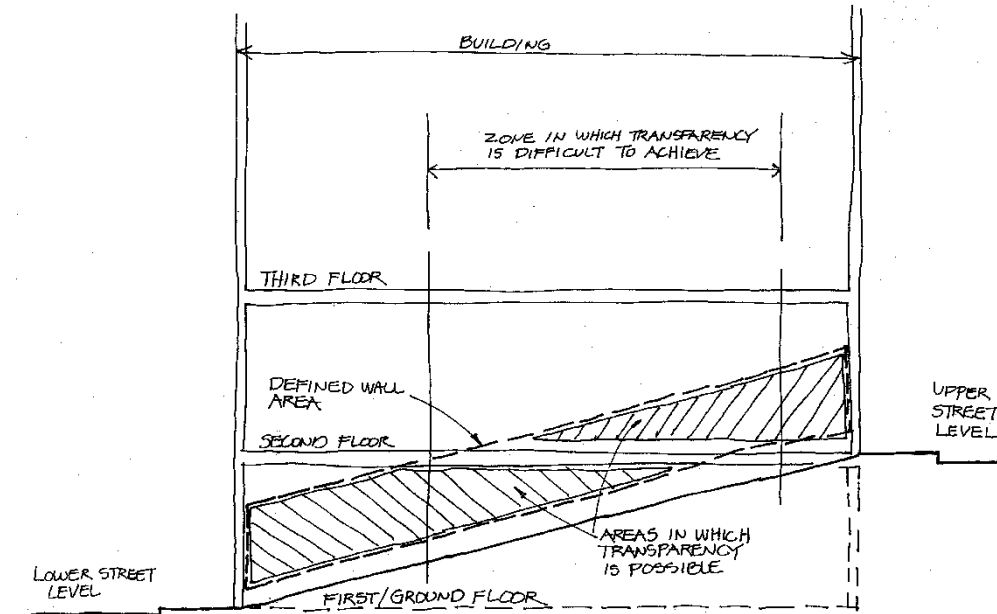 BUILDING
ZONE IN WHICH TRANSPARENCY
IS DIFFICULT TO ACHIEVE
THIRD FLOOR
DEFINED WALL
AREA
UPPER
STREET
LEVEL
SECOND FLOOR
AREAS IN WHICH
TRANSPARENCY
IS POSSIBLE
LOWER STREET
LEVEL
FIRST/GROUND FLOOR